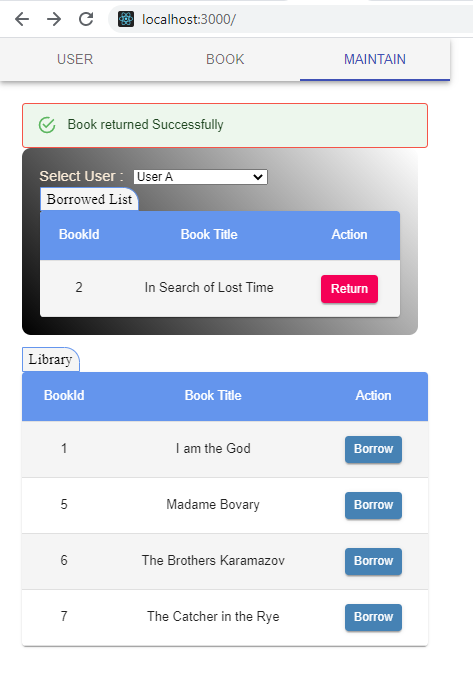 localhost:3000/
USER BOOK MAINTAIN
Book returned Successfully
Select User : User A
Borrowed List
BookId Book Title Action
2 In Search of Lost Time Return
Library
BookId Book Title Action
1 I am the God Borrow
5 Madame Bovary Borrow
6 The Brothers Karamazov Borrow
7 The Catcher in the Rye Borrow